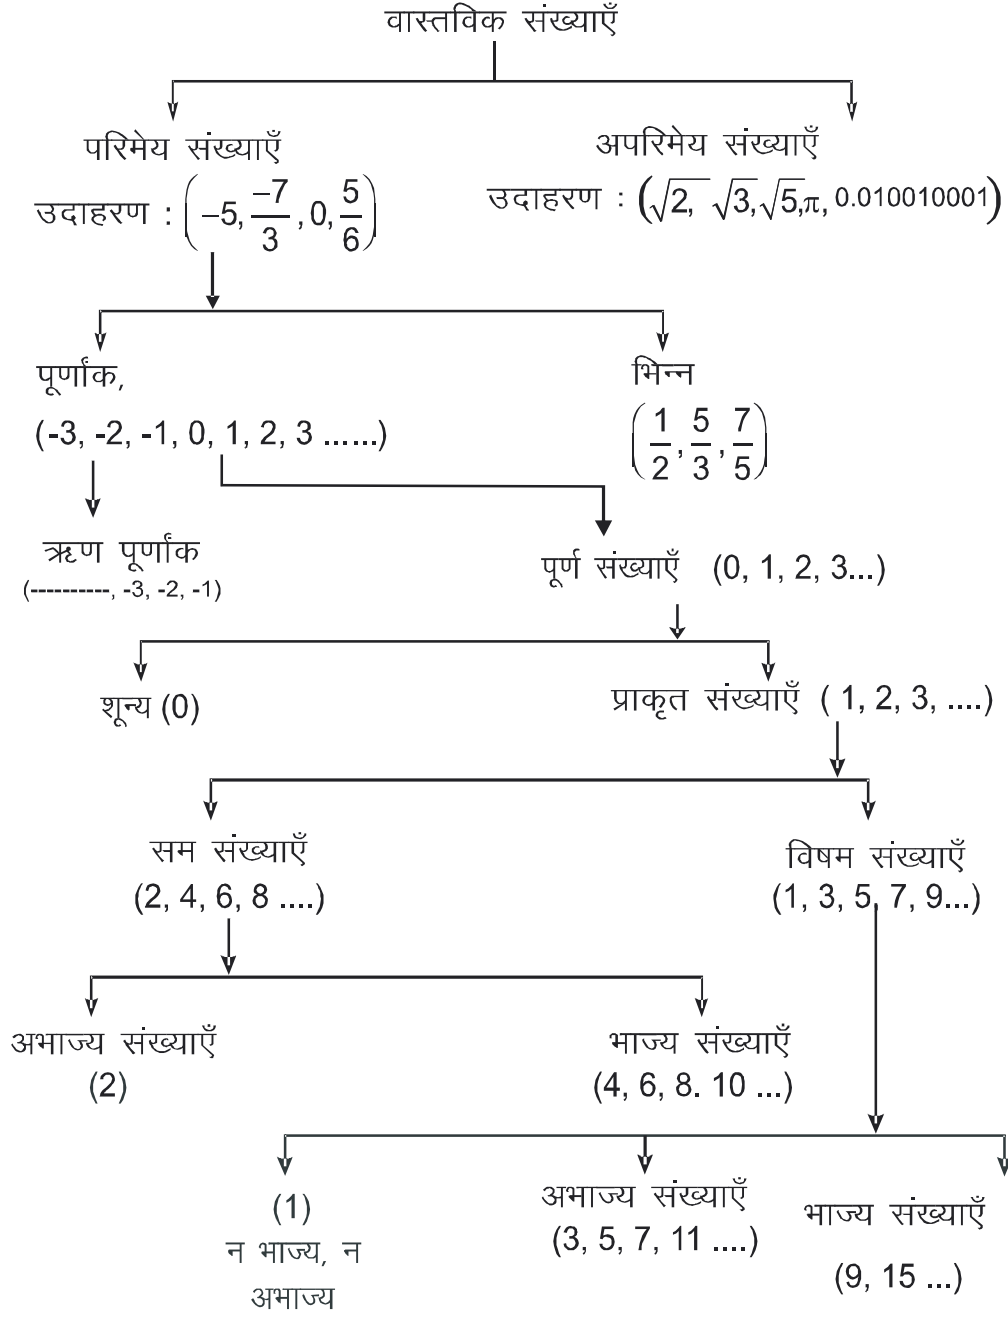 वास्तविक संख्याएँ
परिमेय संख्याएँ
अपरिमेय संख्याएँ
उदाहरण : (–5, –7/3, 0, 5/6)
उदाहरण : (√2, √3, √5, π, 0.010010001)
पूर्णांक,
भिन्न
(-3, -2, -1, 0, 1, 2, 3 ......)
(1/2, 5/3, 7/5)
ऋण पूर्णांक
(----------, -3, -2, -1)
पूर्ण संख्याएँ (0, 1, 2, 3...)
शून्य (0)
प्राकृत संख्याएँ ( 1, 2, 3, ....)
सम संख्याएँ
(2, 4, 6, 8 ....)
विषम संख्याएँ
(1, 3, 5, 7, 9...)
अभाज्य संख्याएँ
(2)
भाज्य संख्याएँ
(4, 6, 8. 10 ...)
(1)
न भाज्य, न
अभाज्य
अभाज्य संख्याएँ
(3, 5, 7, 11 ....)
भाज्य संख्याएँ
(9, 15 ...)